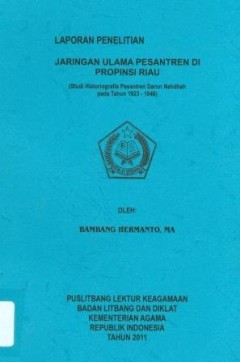 LAPORAN PENELITIAN
JARINGAN ULAMA PESANTREN DI
PROPINSI RIAU
(Studi Historiografis Pesantren Darun Nahdhah
pada Tahun 1923 - 1948)
OLEH:
BAMBANG HERMANTO, MA
PUSLITBANG LEKTUR KEAGAMAAN
BADAN LITBANG DAN DIKLAT
KEMENTERIAN AGAMA
REPUBLIK INDONESIA
TAHUN 2011